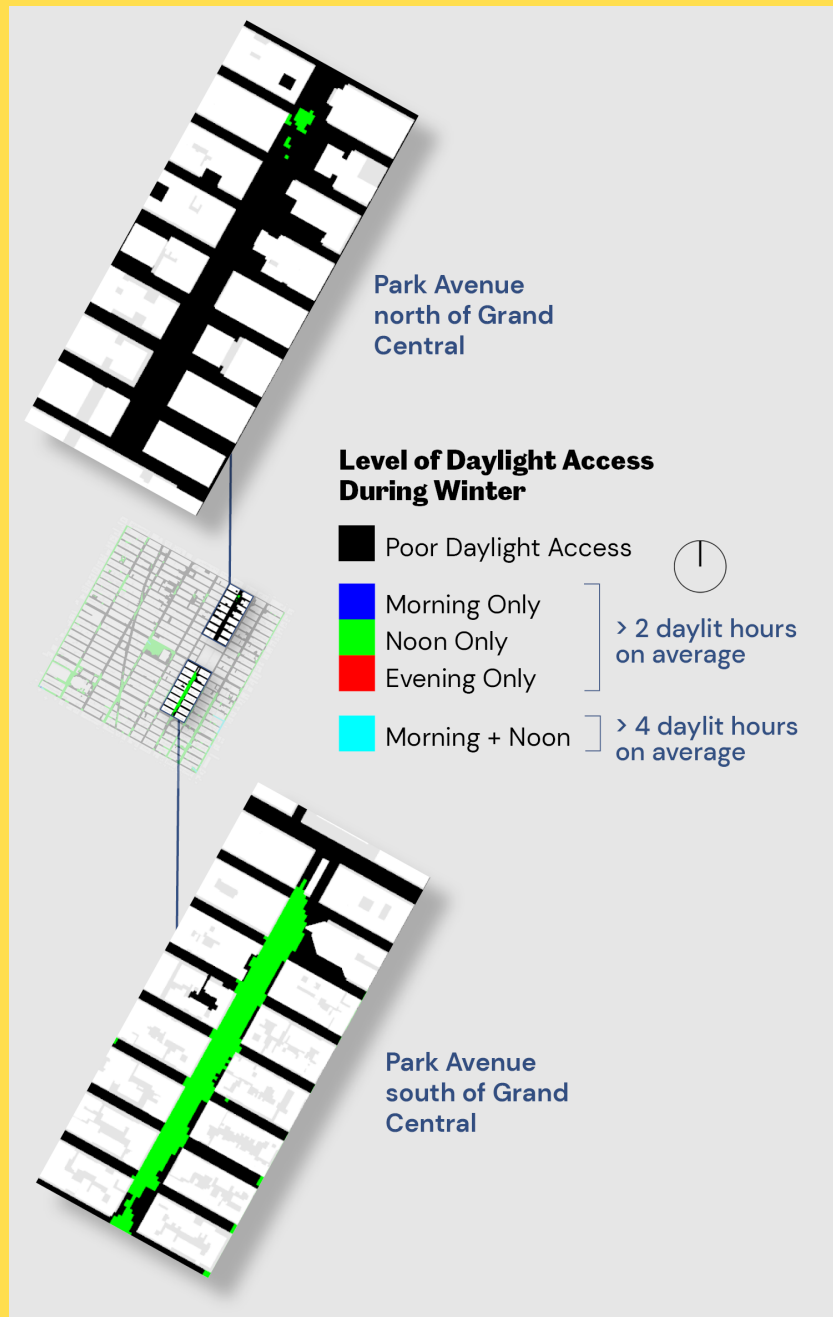 Park Avenue
north of Grand
Central
Level of Daylight Access
During Winter
Poor Daylight Access
Morning Only
Noon Only
Evening Only
> 2 daylit hours
on average
Morning + Noon
> 4 daylit hours
on average
Park Avenue
south of Grand
Central